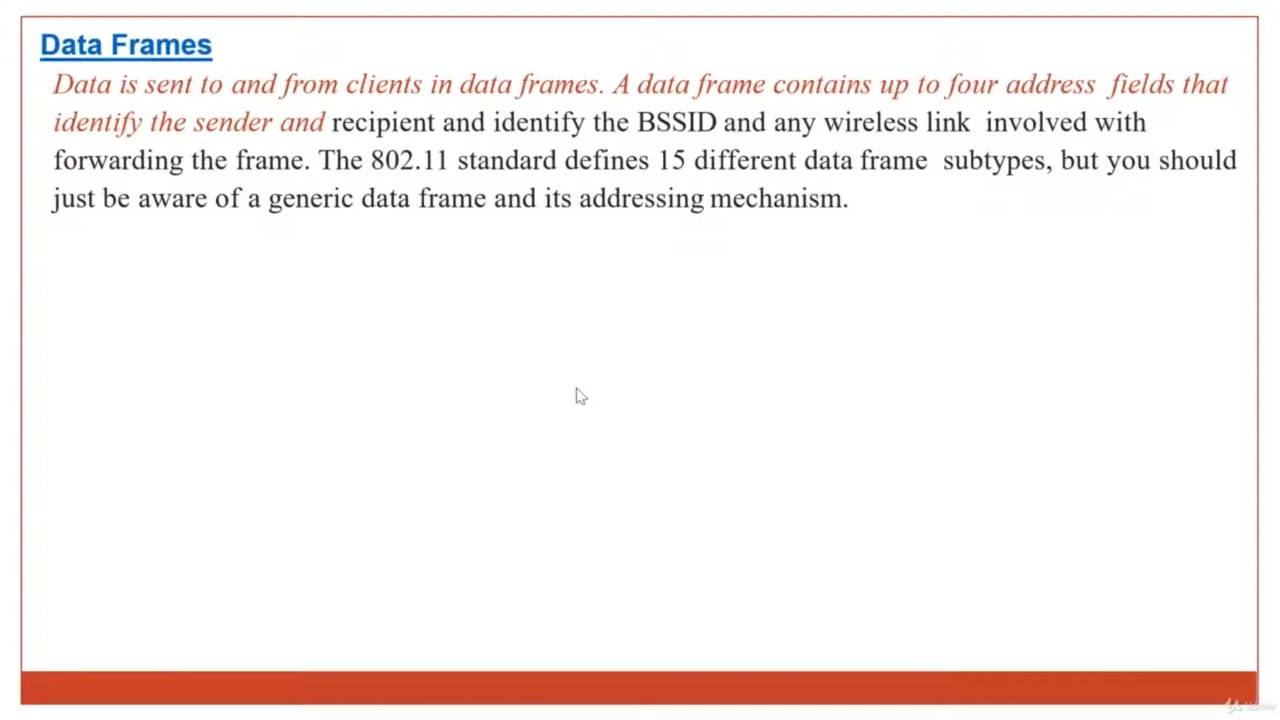 Data Frames
Data is sent to and from clients in data frames. A data frame contains up to four address fields that
identify the sender and recipient and identify the BSSID and any wireless link involved with
forwarding the frame. The 802.11 standard defines 15 different data frame subtypes, but you should
just be aware of a generic data frame and its addressing mechanism.